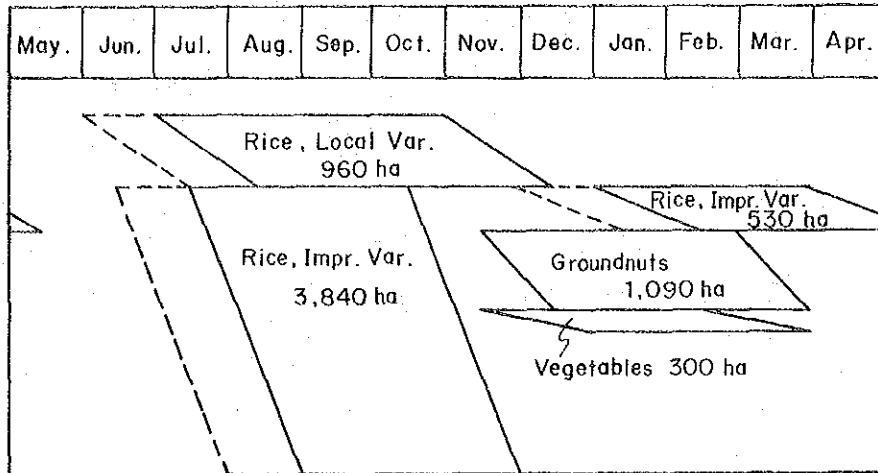 May. Jun. Jul. Aug. Sep. Oct. Nov. Dec. Jan. Feb. Mar. Apr.
Rice, Local Var.
960 ha
Rice, Impr. Var.
530 ha
Rice, Impr. Var.
3,840 ha
Groundnuts
1,090 ha
Vegetables 300 ha